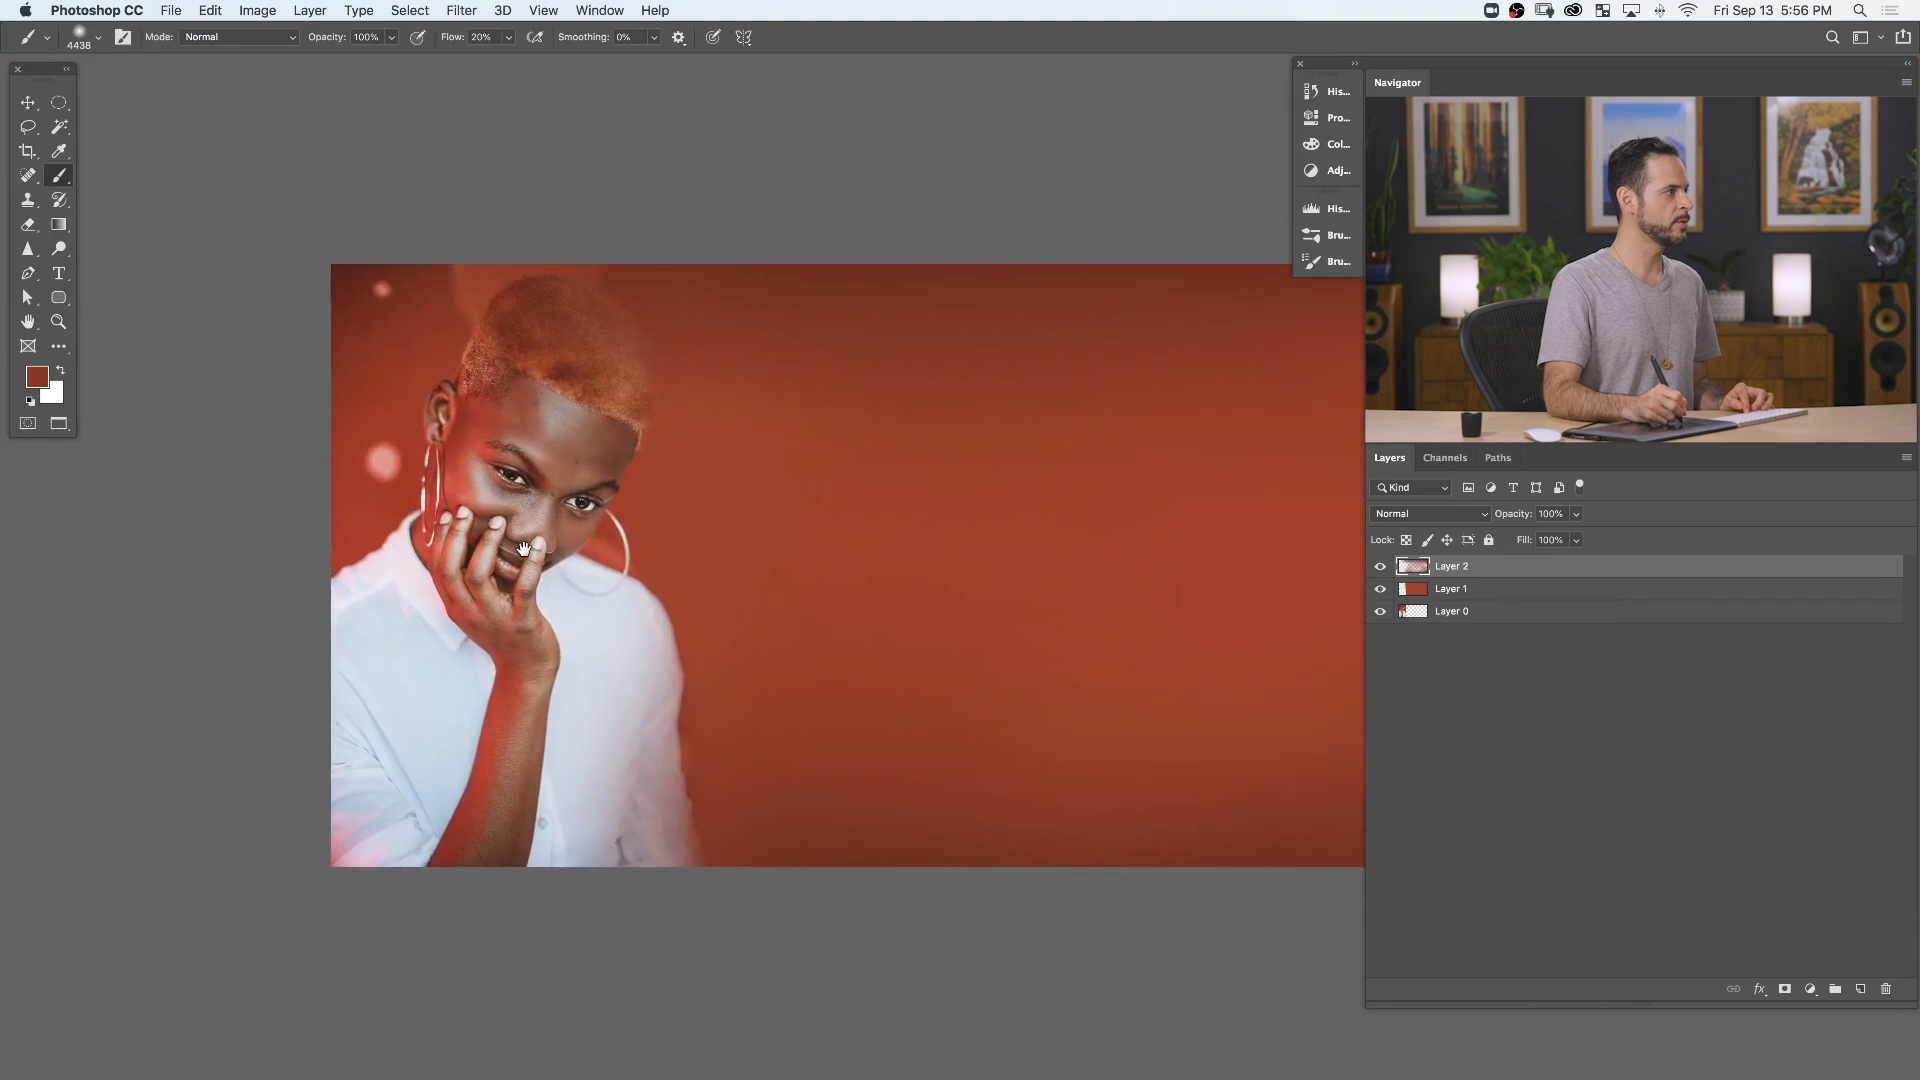 Photoshop CC File Edit Image Layer Type Select Filter 3D View Window Help Fri Sep 13 5:56 PM
4438 Mode: Normal Opacity: 100% Flow: 20% Smoothing: 0%
Navigator
His...
Pro...
Col...
Adj...
His...
Bru...
Bru...
Layers Channels Paths
Kind
Normal Opacity: 100%
Lock: Fill: 100%
Layer 2
Layer 1
Layer 0
fx